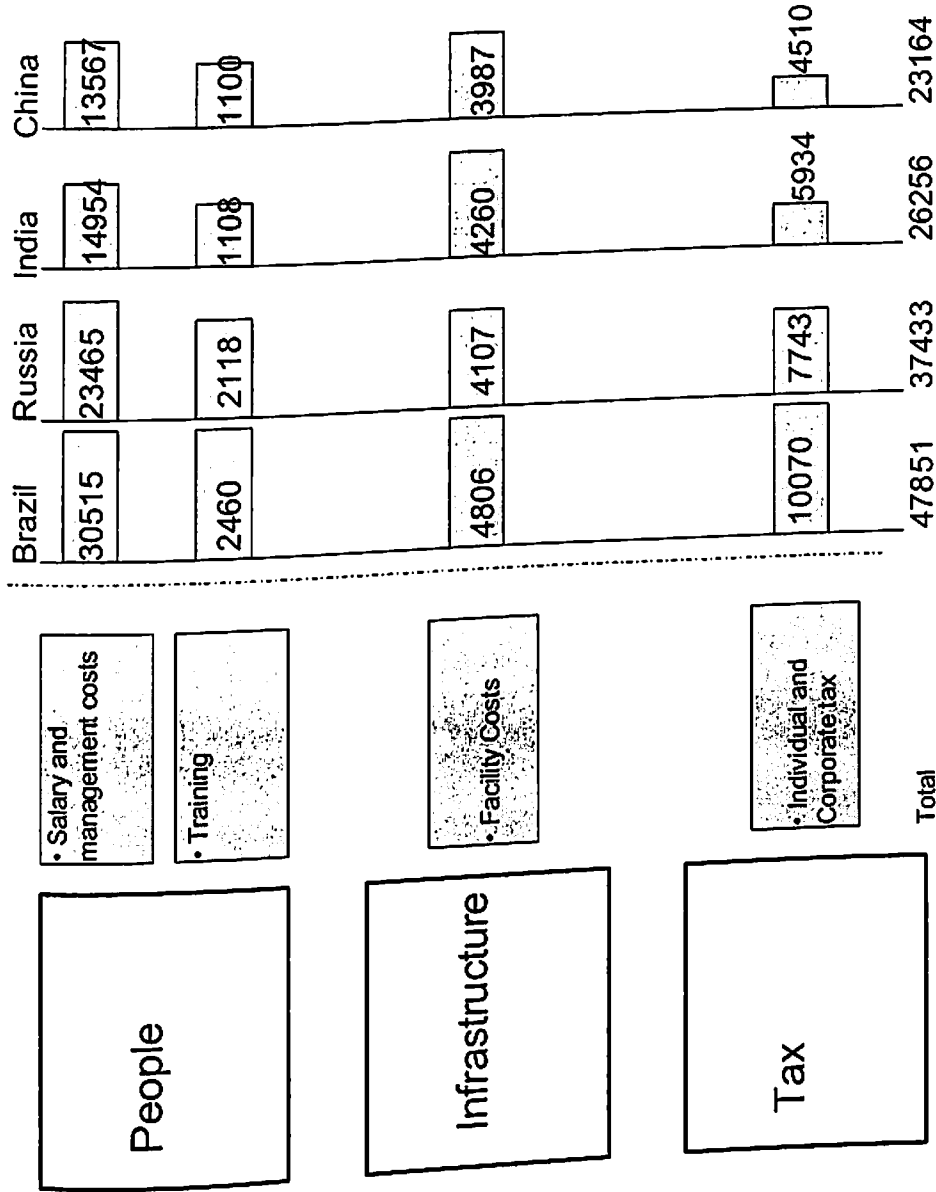 Brazil Russia India China
People
• Salary and
management costs
30515 23465 14954 13567
• Training
2460 2118 1108 1100
Infrastructure
• Facility Costs
4806 4107 4260 3987
Tax
• Individual and
Corporate tax
10070 7743 5934 4510
Total 47851 37433 26256 23164